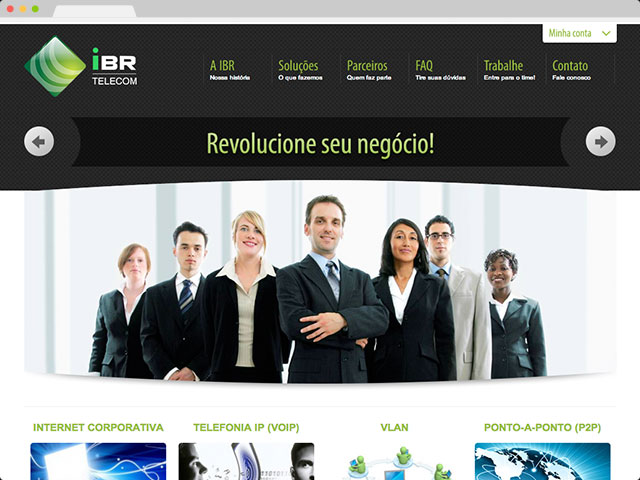 Minha conta
iBR
TELECOM
A IBR
Nossa história
Soluções
O que fazemos
Parceiros
Quem faz parte
FAQ
Tire suas dúvidas
Trabalhe
Entre para o time!
Contato
Fale conosco
Revolucione seu negócio!
INTERNET CORPORATIVA
TELEFONIA IP (VOIP)
VLAN
PONTO-A-PONTO (P2P)